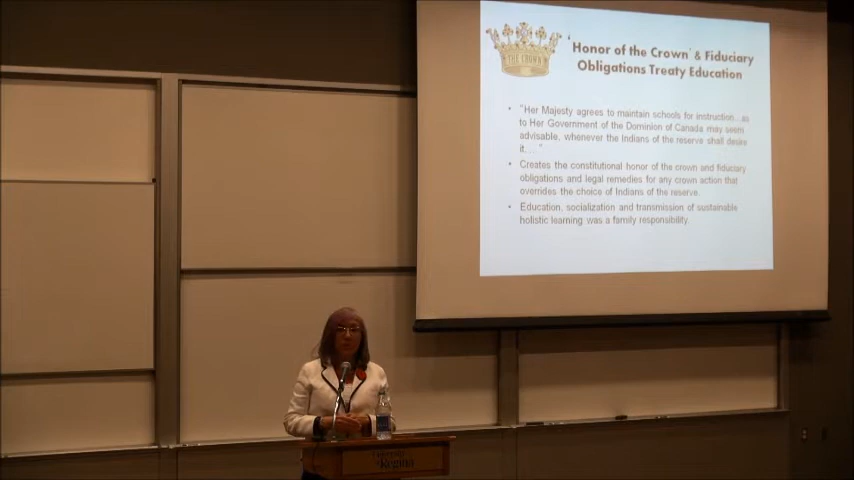 THE CROWN
'Honor of the Crown' & Fiduciary
Obligations Treaty Education
• "Her Majesty agrees to maintain schools for instruction...as
to Her Government of the Dominion of Canada may seem
advisable, whenever the Indians of the reserve shall desire
it...."
• Creates the constitutional honor of the crown and fiduciary
obligations and legal remedies for any crown action that
overrides the choice of Indians of the reserve.
• Education, socialization and transmission of sustainable
holistic learning was a family responsibility.
University
of Regina